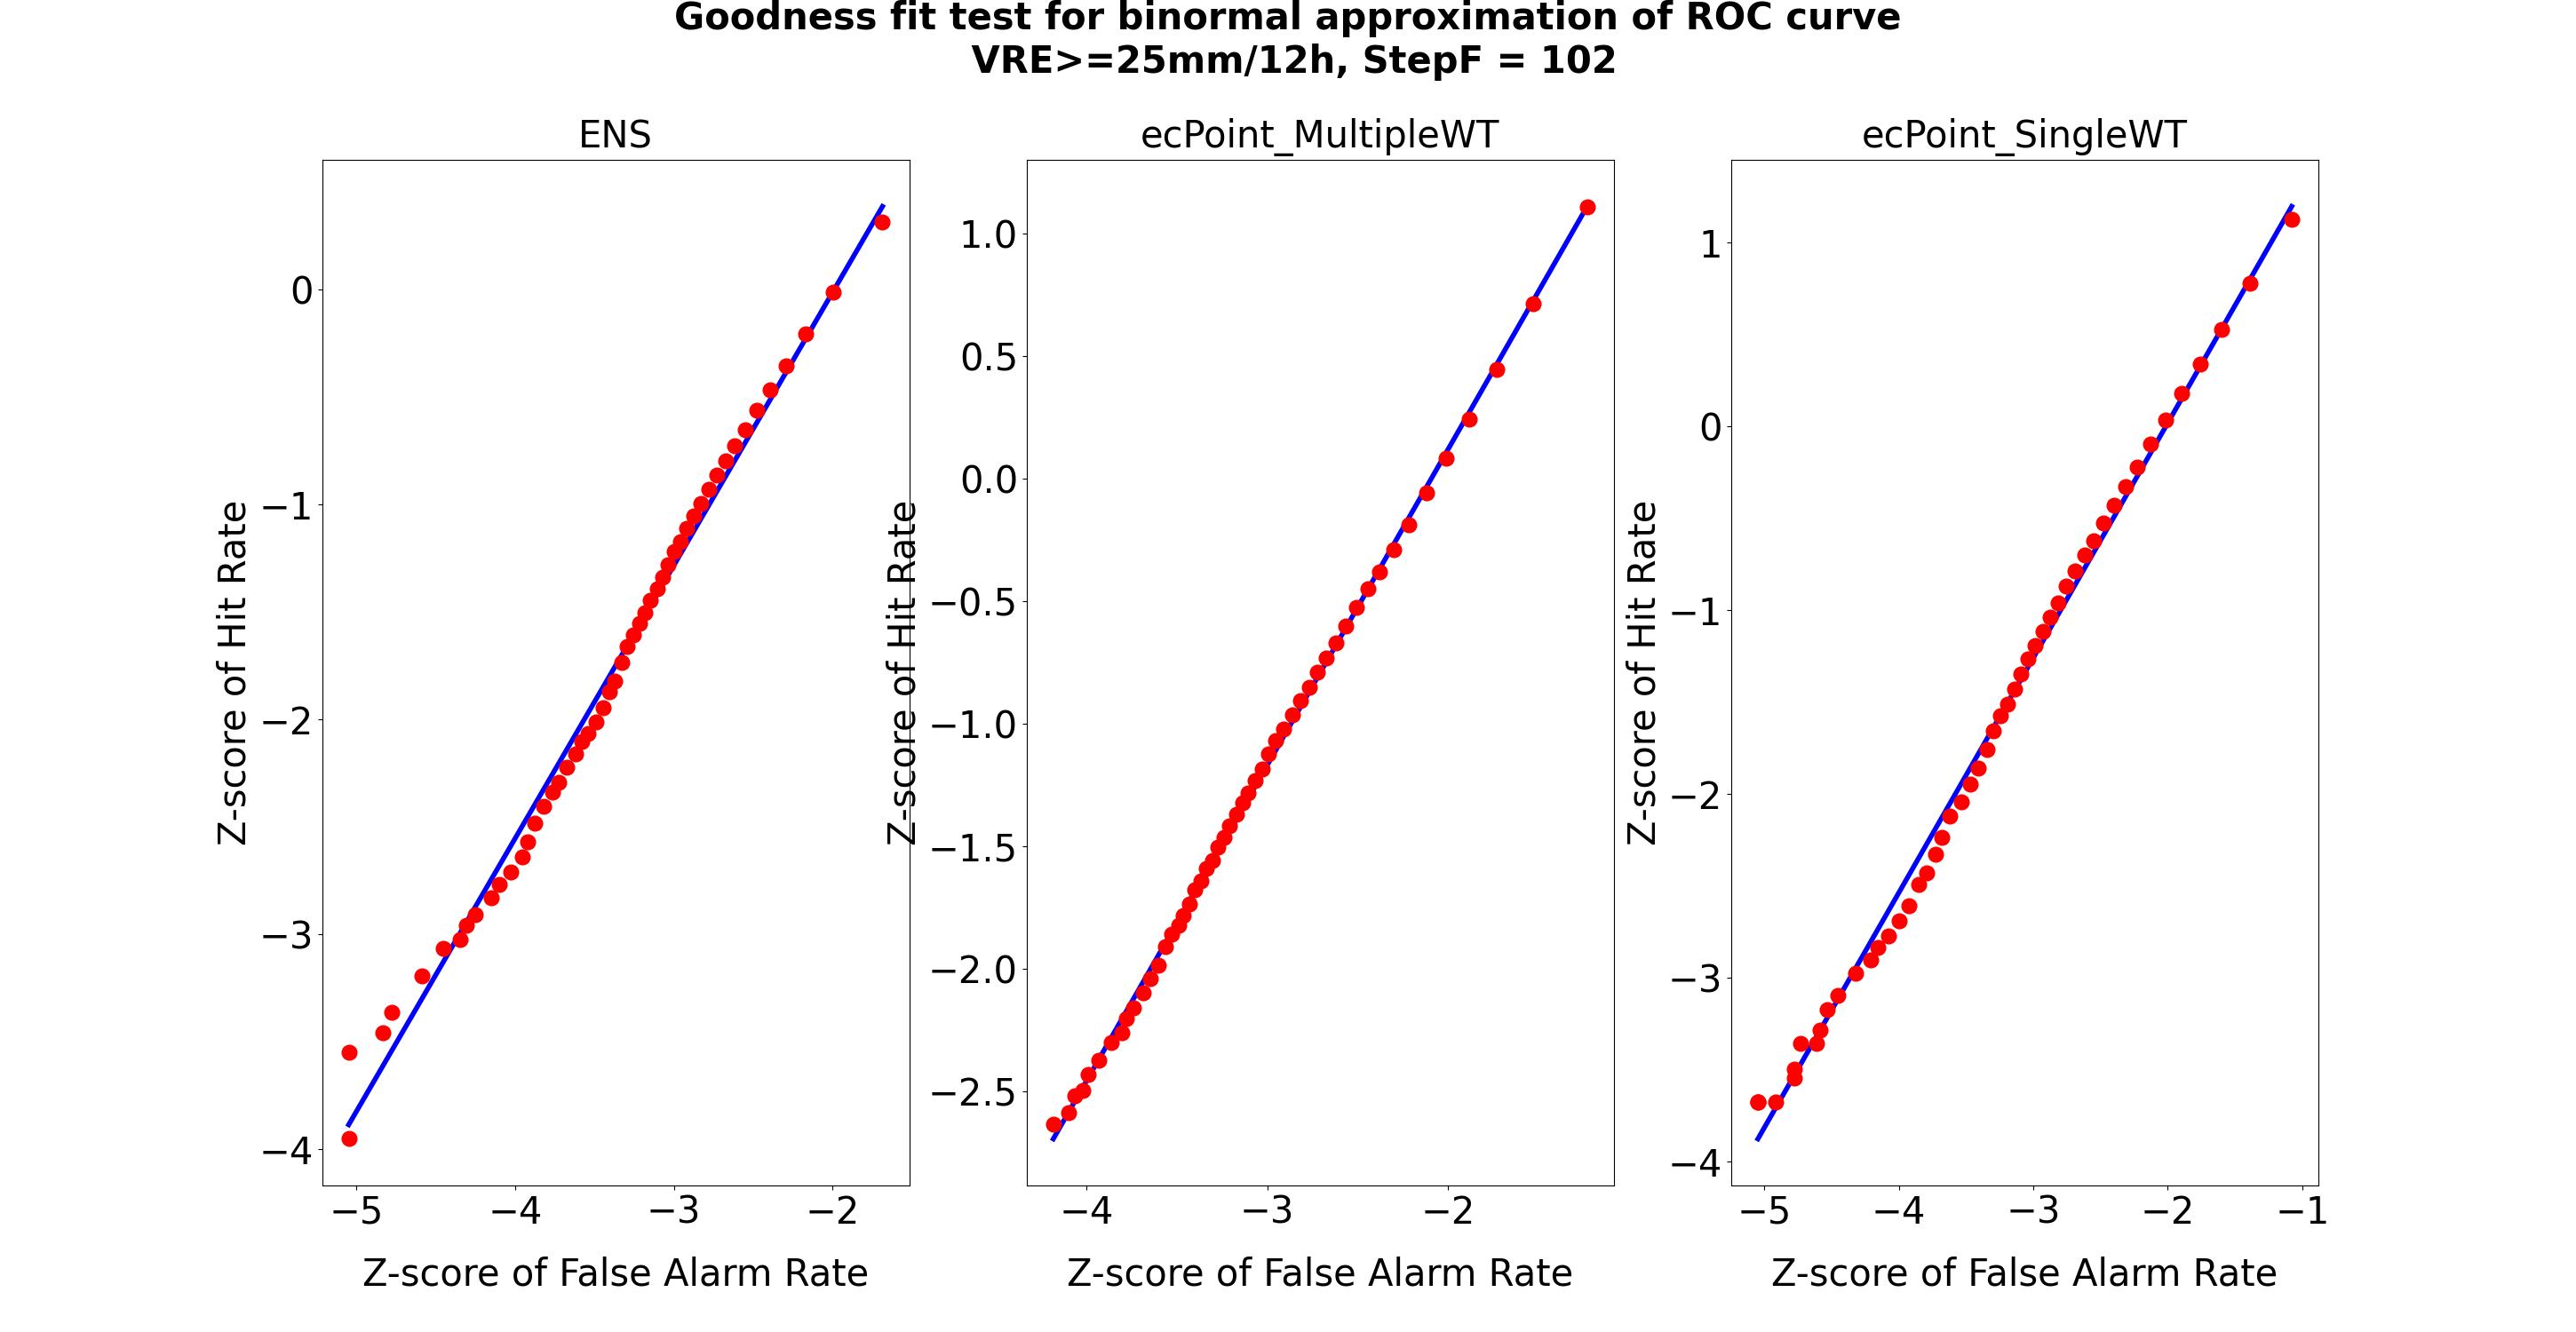 Goodness fit test for binormal approximation of ROC curve
VRE>=25mm/12h, StepF = 102
ENS
0
−1
−2
−3
−4
−5
−4
−3
−2
Z-score of Hit Rate
Z-score of False Alarm Rate
ecPoint_MultipleWT
1.0
0.5
0.0
−0.5
−1.0
−1.5
−2.0
−2.5
−4
−3
−2
Z-score of Hit Rate
Z-score of False Alarm Rate
ecPoint_SingleWT
1
0
−1
−2
−3
−4
−5
−4
−3
−2
−1
Z-score of Hit Rate
Z-score of False Alarm Rate